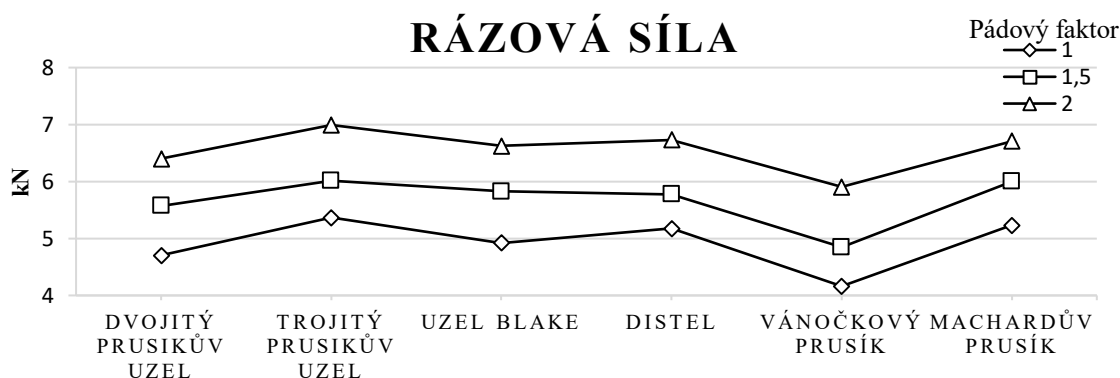 RÁZOVÁ SÍLA
Pádový faktor
1
1,5
2
8
7
6
5
4
kN
DVOJITÝ
PRUSIKŮV
UZEL
TROJITÝ
PRUSIKŮV
UZEL
UZEL BLAKE
DISTEL
VÁNOČKOVÝ
PRUSÍK
MACHARDŮV
PRUSÍK